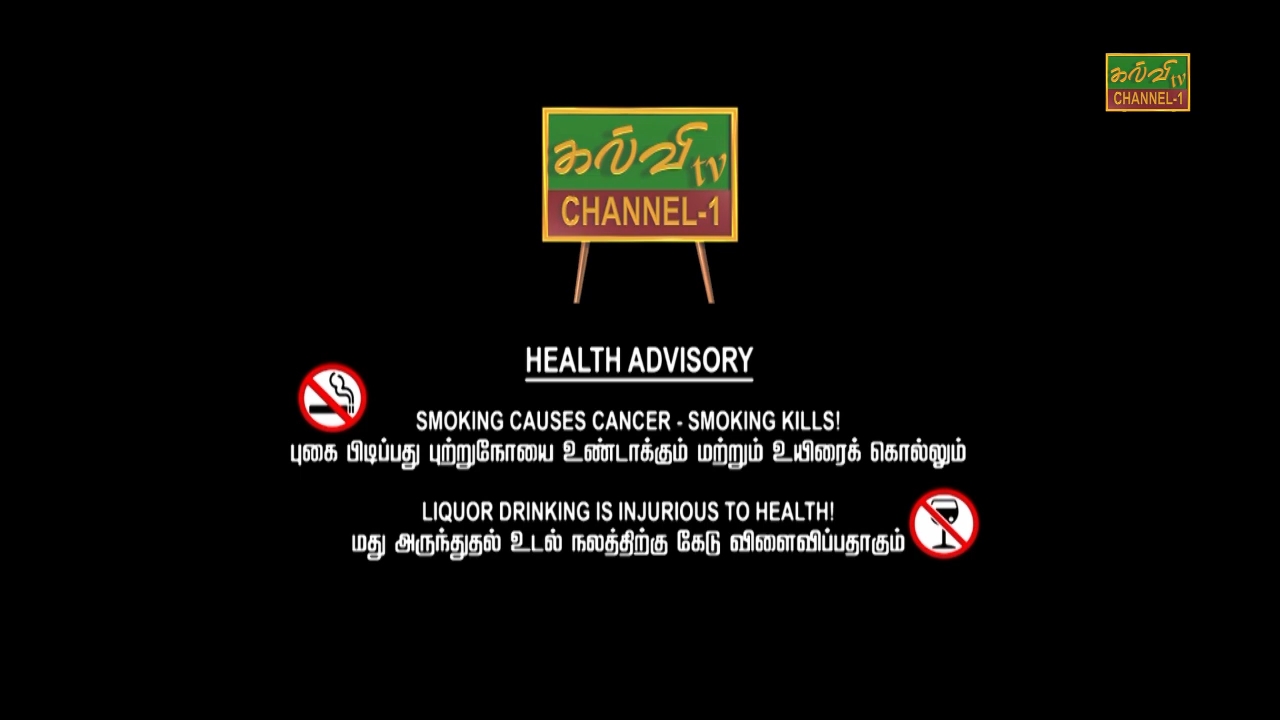 கல்வி tv
CHANNEL-1
கல்வி tv
CHANNEL-1
HEALTH ADVISORY
SMOKING CAUSES CANCER - SMOKING KILLS!
புகை பிடிப்பது புற்றுநோயை உண்டாக்கும் மற்றும் உயிரைக் கொல்லும்
LIQUOR DRINKING IS INJURIOUS TO HEALTH!
மது அருந்துதல் உடல் நலத்திற்கு கேடு விளைவிப்பதாகும்